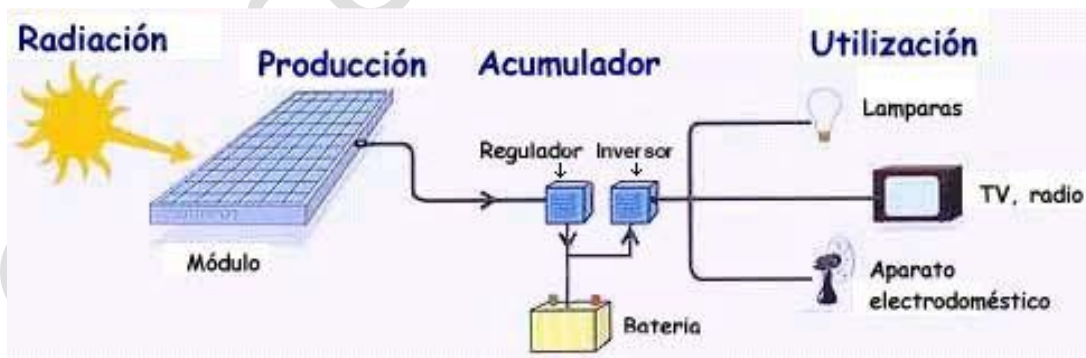 Radiación
Producción
Acumulador
Utilización
Lamparas
Regulador
Inversor
TV, radio
Módulo
Aparato
electrodoméstico
Bateria